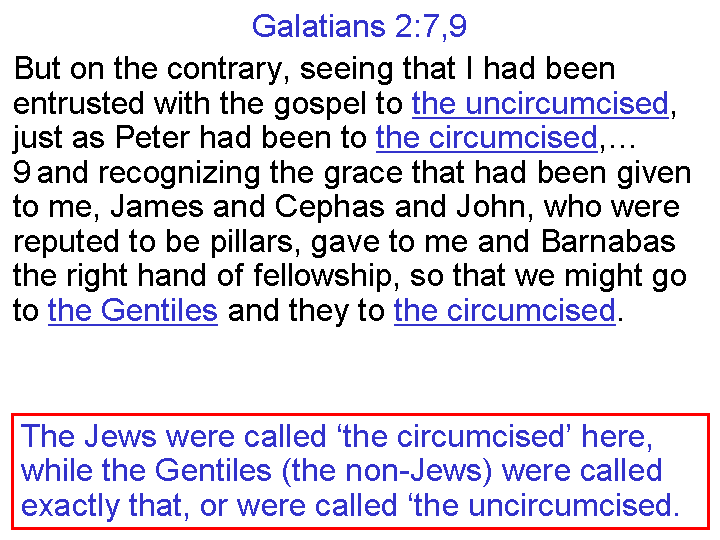 Galatians 2:7,9
But on the contrary, seeing that I had been
entrusted with the gospel to the uncircumcised,
just as Peter had been to the circumcised,…
9 and recognizing the grace that had been given
to me, James and Cephas and John, who were
reputed to be pillars, gave to me and Barnabas
the right hand of fellowship, so that we might go
to the Gentiles and they to the circumcised.
The Jews were called ‘the circumcised’ here,
while the Gentiles (the non-Jews) were called
exactly that, or were called ‘the uncircumcised.